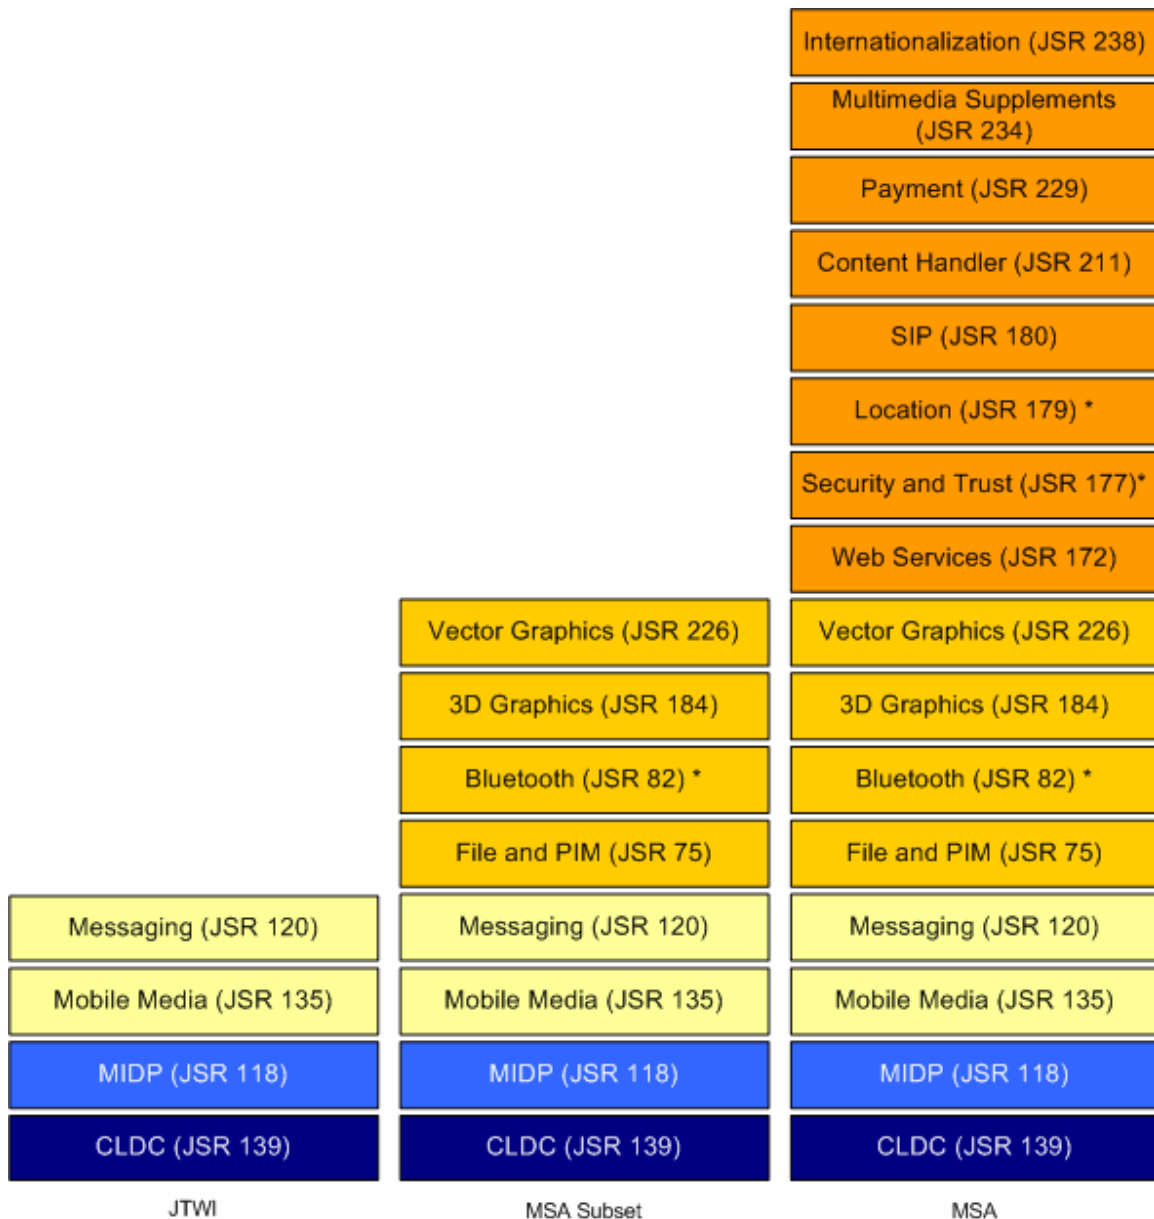 Internationalization (JSR 238)
Multimedia Supplements
(JSR 234)
Payment (JSR 229)
Content Handler (JSR 211)
SIP (JSR 180)
Location (JSR 179) *
Security and Trust (JSR 177)*
Web Services (JSR 172)
Vector Graphics (JSR 226)
Vector Graphics (JSR 226)
3D Graphics (JSR 184)
3D Graphics (JSR 184)
Bluetooth (JSR 82) *
Bluetooth (JSR 82) *
File and PIM (JSR 75)
File and PIM (JSR 75)
Messaging (JSR 120)
Messaging (JSR 120)
Messaging (JSR 120)
Mobile Media (JSR 135)
Mobile Media (JSR 135)
Mobile Media (JSR 135)
MIDP (JSR 118)
MIDP (JSR 118)
MIDP (JSR 118)
CLDC (JSR 139)
CLDC (JSR 139)
CLDC (JSR 139)
JTWI
MSA Subset
MSA